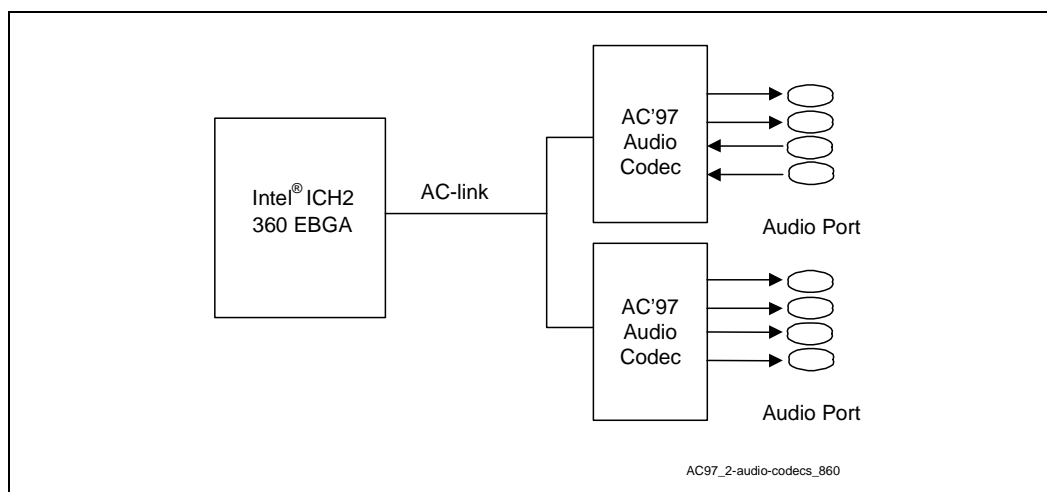 Intel® ICH2
360 EBGA
AC-link
AC'97
Audio
Codec
Audio Port
AC'97
Audio
Codec
Audio Port
AC97_2-audio-codecs_860